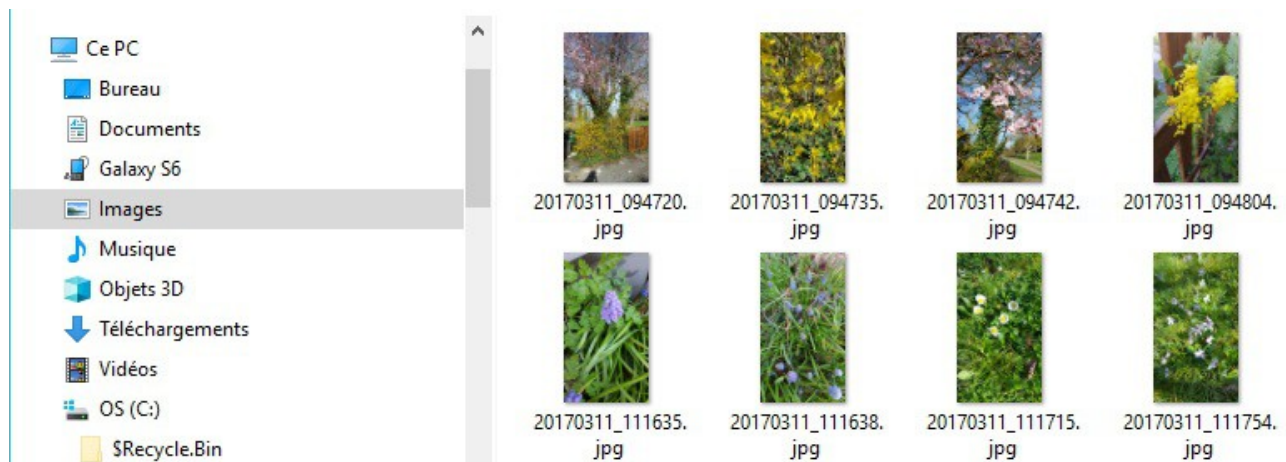 Ce PC
Bureau
Documents
Galaxy S6
Images
Musique
Objets 3D
Téléchargements
Vidéos
OS (C:)
$Recycle.Bin
20170311_094720.
jpg
20170311_094735.
jpg
20170311_094742.
jpg
20170311_094804.
jpg
20170311_111635.
jpg
20170311_111638.
jpg
20170311_111715.
jpg
20170311_111754.
jpg